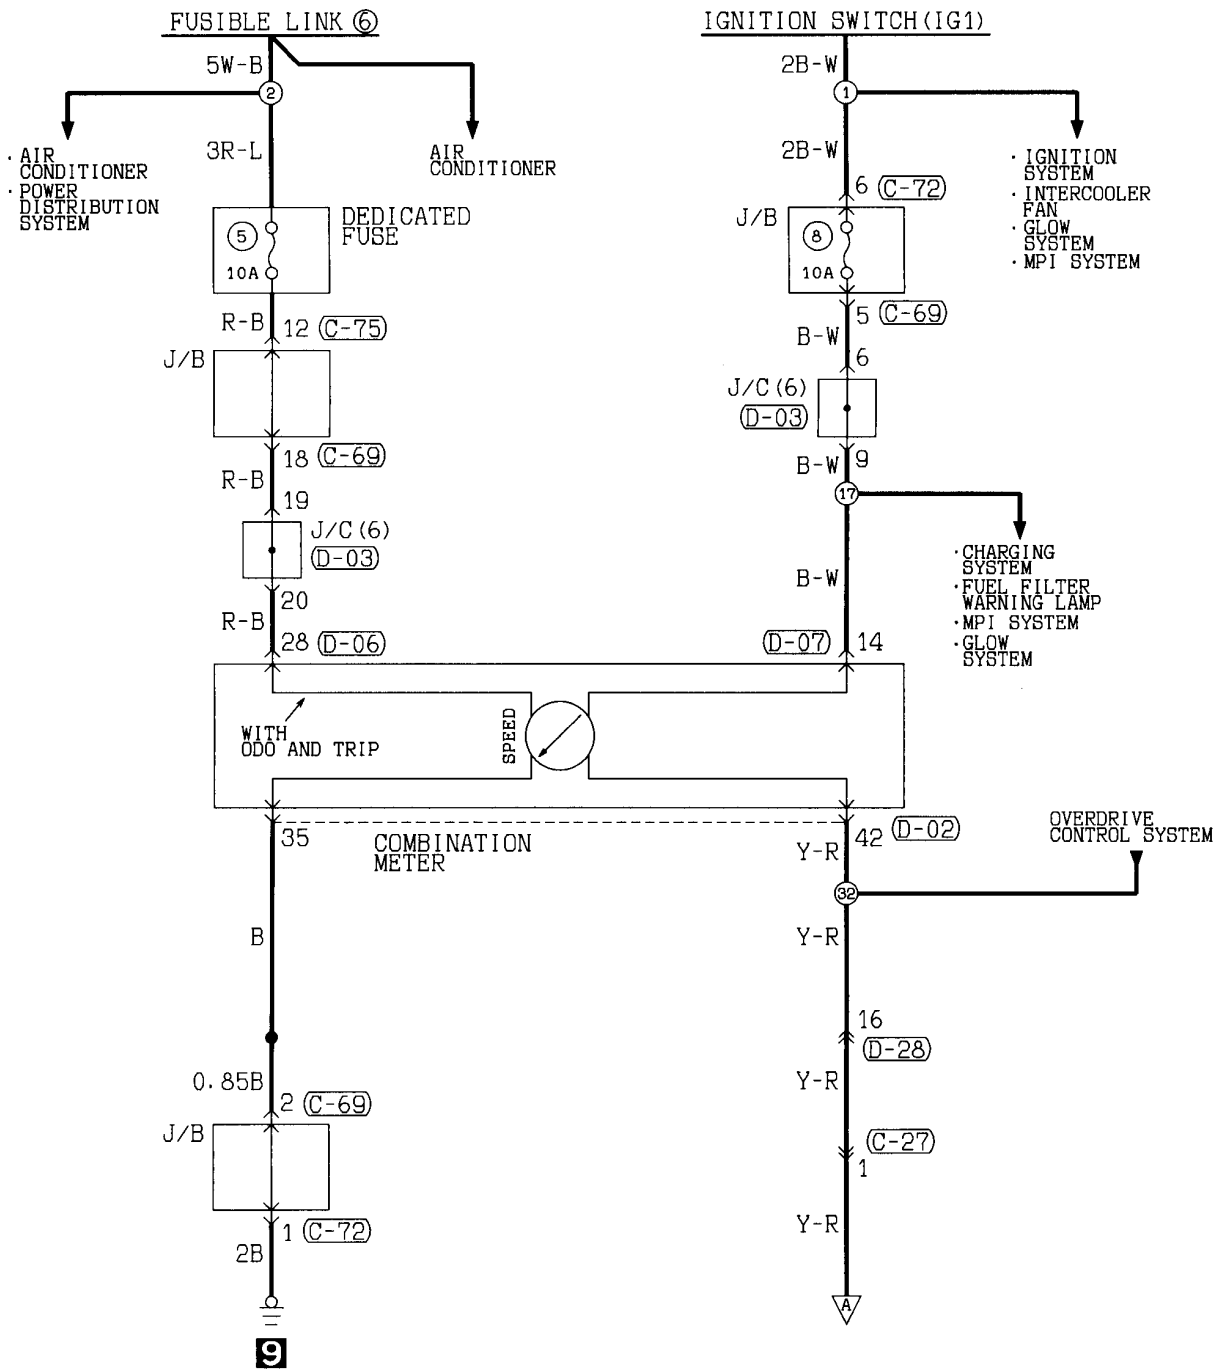 FUSIBLE LINK ⑥
IGNITION SWITCH(IG1)
5W-B
2B-W
2
1
3R-L
2B-W
· AIR
CONDITIONER
· POWER
DISTRIBUTION
SYSTEM
AIR
CONDITIONER
· IGNITION
SYSTEM
· INTERCOOLER
FAN
· GLOW
SYSTEM
· MPI SYSTEM
6 C-72
DEDICATED
FUSE
5
10A
J/B
8
10A
R-B
12 C-75
5 C-69
B-W
6
J/B
J/C(6)
D-03
18 C-69
R-B
19
B-W
9
17
J/C(6)
D-03
· CHARGING
SYSTEM
· FUEL FILTER
WARNING LAMP
· MPI SYSTEM
· GLOW
SYSTEM
B-W
20
R-B
28 D-06
D-07 14
WITH
ODO AND TRIP
SPEED
35
COMBINATION
METER
42 D-02
Y-R
OVERDRIVE
CONTROL SYSTEM
32
B
Y-R
16
D-28
0.85B
Y-R
2 C-69
J/B
C-27
1
1 C-72
Y-R
2B
A
9